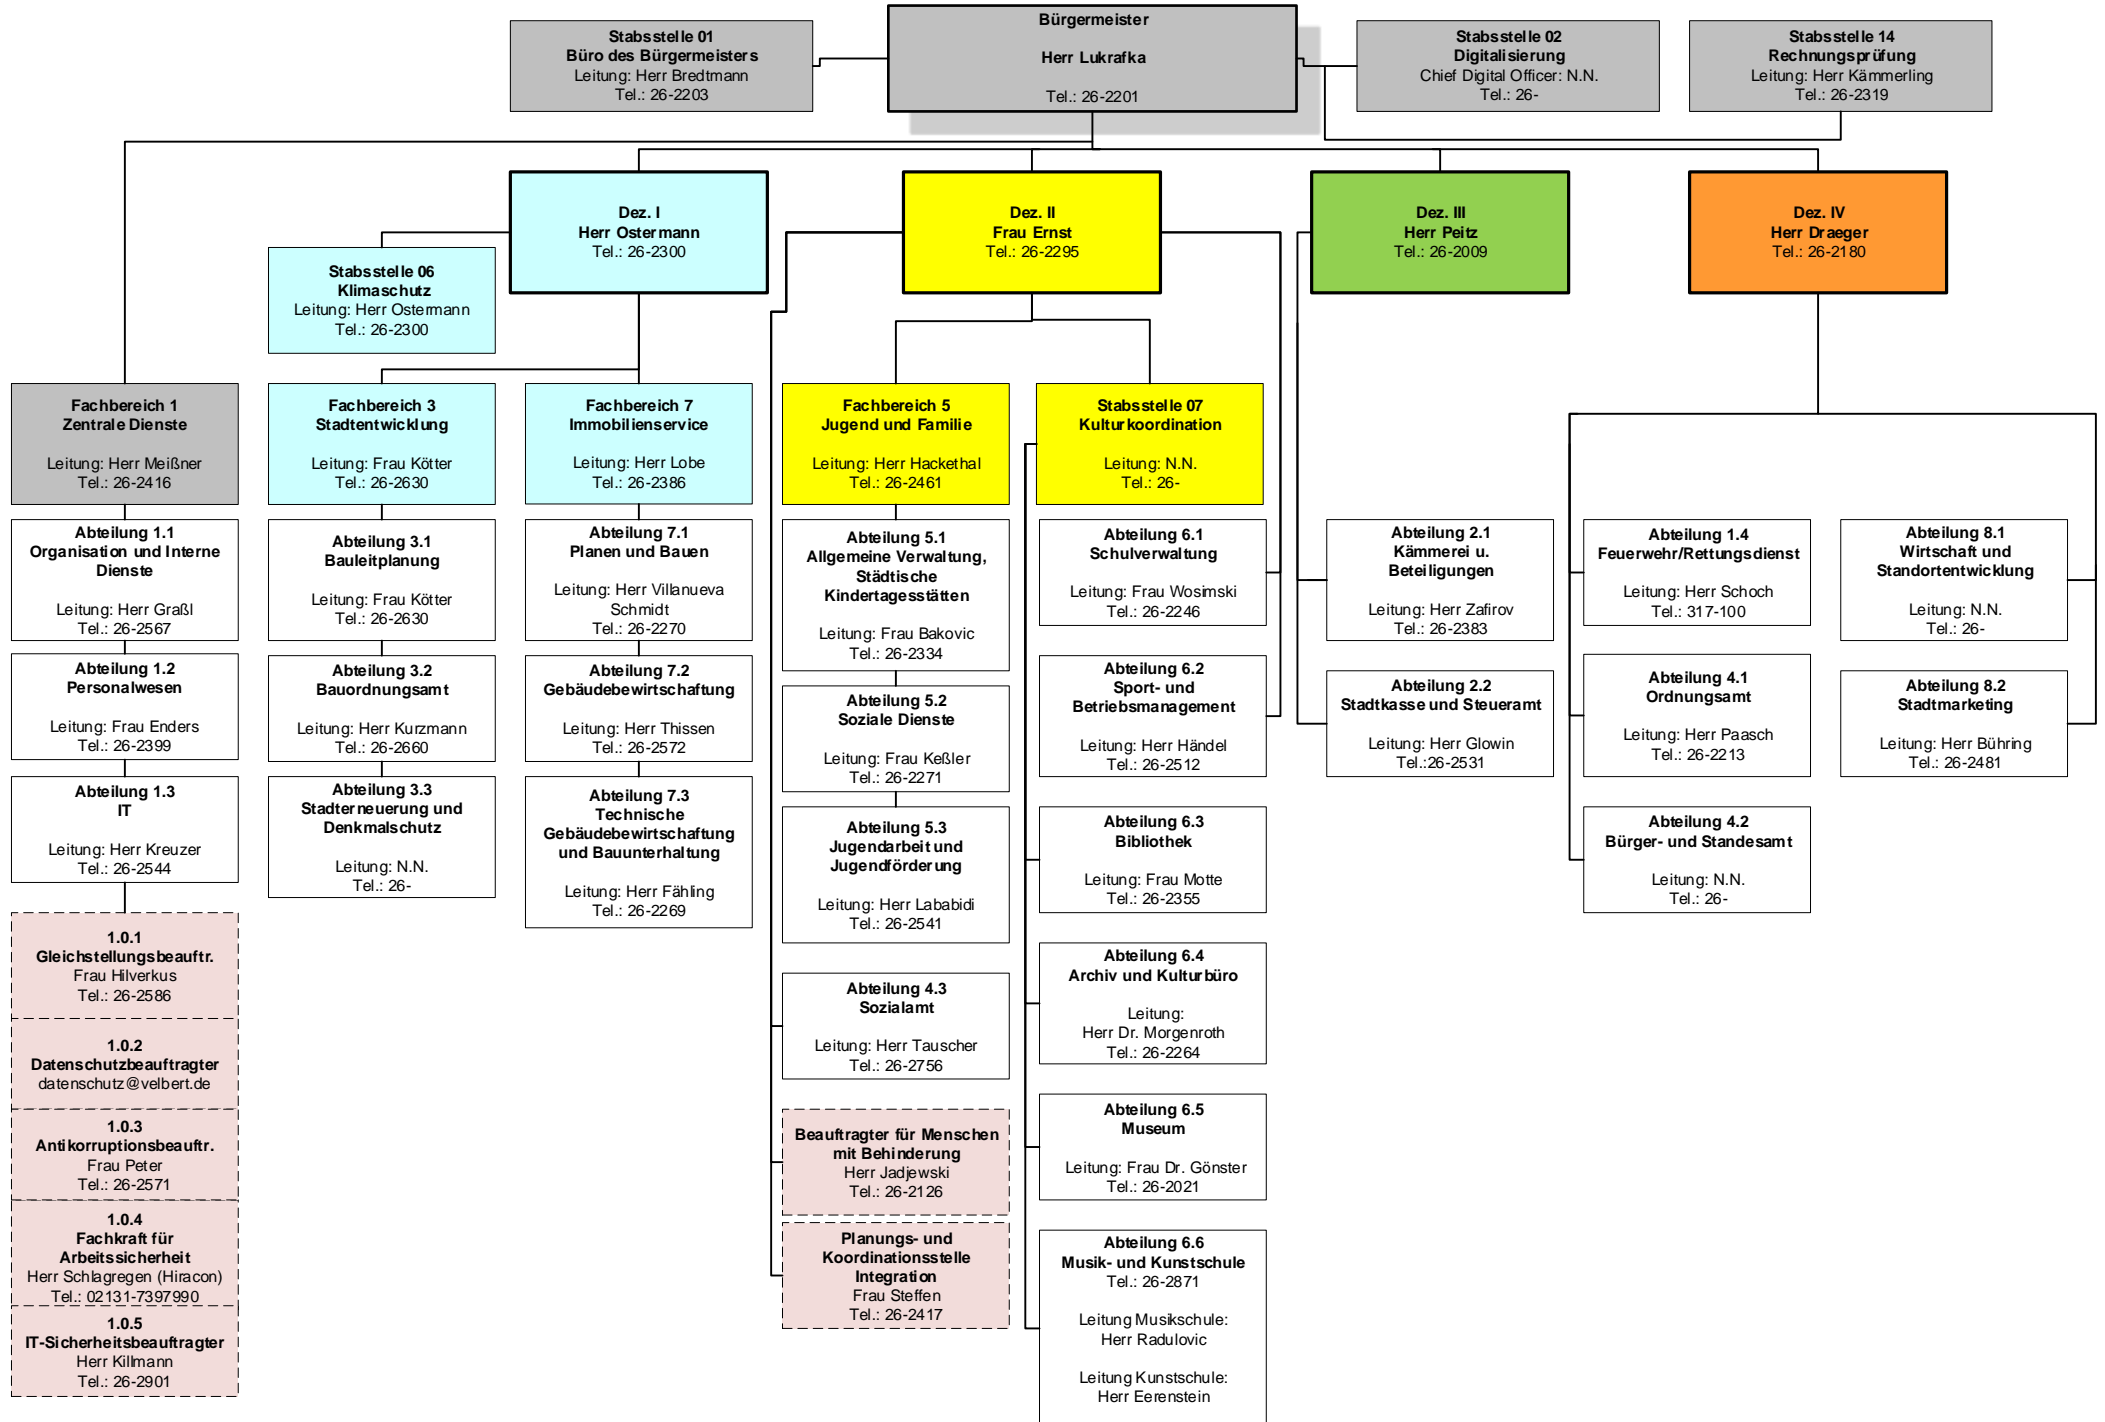 Bürgermeister
Herr Lukrafka
Tel.: 26-2201
Stabsstelle 01
Büro des Bürgermeisters
Leitung: Herr Bredtmann
Tel.: 26-2203
Stabsstelle 02
Digitalisierung
Chief Digital Officer: N.N.
Tel.: 26-
Stabsstelle 14
Rechnungsprüfung
Leitung: Herr Kämmerling
Tel.: 26-2319
Dez. I
Herr Ostermann
Tel.: 26-2300
Dez. II
Frau Ernst
Tel.: 26-2295
Dez. III
Herr Peitz
Tel.: 26-2009
Dez. IV
Herr Draeger
Tel.: 26-2180
Stabsstelle 06
Klimaschutz
Leitung: Herr Ostermann
Tel.: 26-2300
Fachbereich 1
Zentrale Dienste
Leitung: Herr Meißner
Tel.: 26-2416
Abteilung 1.1
Organisation und Interne
Dienste
Leitung: Herr Graßl
Tel.: 26-2567
Abteilung 1.2
Personalwesen
Leitung: Frau Enders
Tel.: 26-2399
Abteilung 1.3
IT
Leitung: Herr Kreuzer
Tel.: 26-2544
1.0.1
Gleichstellungsbeauftr.
Frau Hilverkus
Tel.: 26-2586
1.0.2
Datenschutzbeauftragter
datenschutz@velbert.de
1.0.3
Antikorruptionsbeauftr.
Frau Peter
Tel.: 26-2571
1.0.4
Fachkraft für
Arbeitssicherheit
Herr Schlagregen (Hiracon)
Tel.: 02131-7397990
1.0.5
IT-Sicherheitsbeauftragter
Herr Killmann
Tel.: 26-2901
Fachbereich 3
Stadtentwicklung
Leitung: Frau Kötter
Tel.: 26-2630
Abteilung 3.1
Bauleitplanung
Leitung: Frau Kötter
Tel.: 26-2630
Abteilung 3.2
Bauordnungsamt
Leitung: Herr Kurzmann
Tel.: 26-2660
Abteilung 3.3
Stadterneuerung und
Denkmalschutz
Leitung: N.N.
Tel.: 26-
Fachbereich 7
Immobilienservice
Leitung: Herr Lobe
Tel.: 26-2386
Abteilung 7.1
Planen und Bauen
Leitung: Herr Villanueva
Schmidt
Tel.: 26-2270
Abteilung 7.2
Gebäudebewirtschaftung
Leitung: Herr Thissen
Tel.: 26-2572
Abteilung 7.3
Technische
Gebäudebewirtschaftung
und Bauunterhaltung
Leitung: Herr Fähling
Tel.: 26-2269
Fachbereich 5
Jugend und Familie
Leitung: Herr Hackethal
Tel.: 26-2461
Abteilung 5.1
Allgemeine Verwaltung,
Städtische
Kindertagesstätten
Leitung: Frau Bakovic
Tel.: 26-2334
Abteilung 5.2
Soziale Dienste
Leitung: Frau Keßler
Tel.: 26-2271
Abteilung 5.3
Jugendarbeit und
Jugendförderung
Leitung: Herr Lababidi
Tel.: 26-2541
Abteilung 4.3
Sozialamt
Leitung: Herr Tauscher
Tel.: 26-2756
Beauftragter für Menschen
mit Behinderung
Herr Jadjewski
Tel.: 26-2126
Planungs- und
Koordinationsstelle
Integration
Frau Steffen
Tel.: 26-2417
Stabsstelle 07
Kulturkoordination
Leitung: N.N.
Tel.: 26-
Abteilung 6.1
Schulverwaltung
Leitung: Frau Wosimski
Tel.: 26-2246
Abteilung 6.2
Sport- und
Betriebsmanagement
Leitung: Herr Händel
Tel.: 26-2512
Abteilung 6.3
Bibliothek
Leitung: Frau Motte
Tel.: 26-2355
Abteilung 6.4
Archiv und Kulturbüro
Leitung:
Herr Dr. Morgenroth
Tel.: 26-2264
Abteilung 6.5
Museum
Leitung: Frau Dr. Gönster
Tel.: 26-2021
Abteilung 6.6
Musik- und Kunstschule
Tel.: 26-2871
Leitung Musikschule:
Herr Radulovic
Leitung Kunstschule:
Herr Eerenstein
Abteilung 2.1
Kämmerei u.
Beteiligungen
Leitung: Herr Zafirov
Tel.: 26-2383
Abteilung 2.2
Stadtkasse und Steueramt
Leitung: Herr Glowin
Tel.:26-2531
Abteilung 1.4
Feuerwehr/Rettungsdienst
Leitung: Herr Schoch
Tel.: 317-100
Abteilung 4.1
Ordnungsamt
Leitung: Herr Paasch
Tel.: 26-2213
Abteilung 4.2
Bürger- und Standesamt
Leitung: N.N.
Tel.: 26-
Abteilung 8.1
Wirtschaft und
Standortentwicklung
Leitung: N.N.
Tel.: 26-
Abteilung 8.2
Stadtmarketing
Leitung: Herr Bühring
Tel.: 26-2481